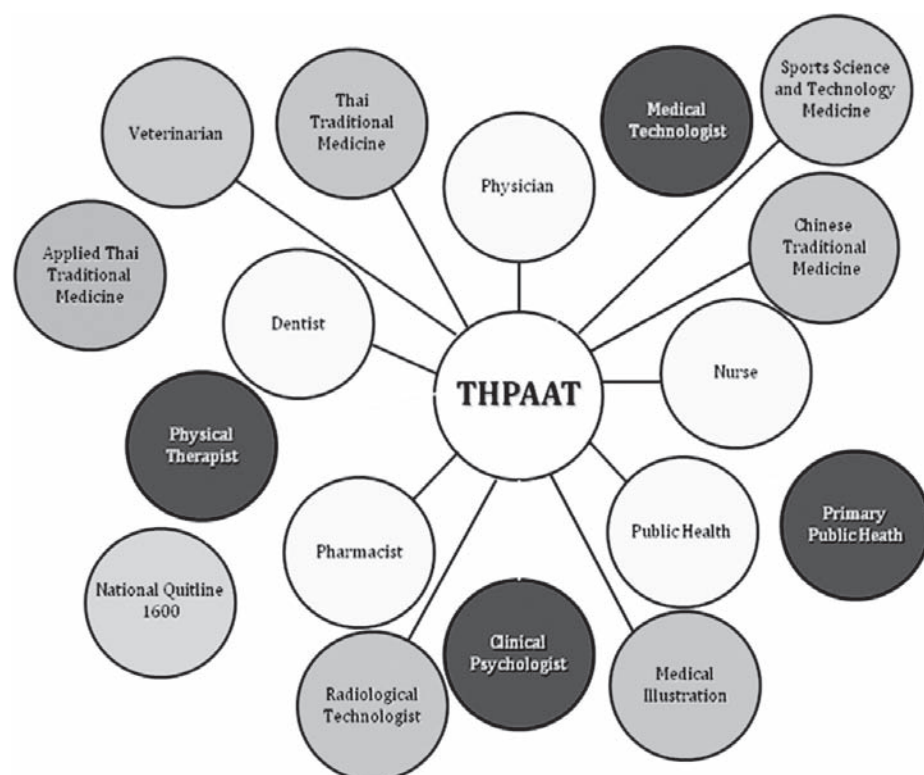 Sports Science
and Technology
Medicine
Thai
Traditional
Medicine
Medical
Technologist
Veterinarian
Physician
Chinese
Traditional
Medicine
Applied Thai
Traditional
Medicine
Dentist
Nurse
THPAAT
Physical
Therapist
Primary
Public Heath
Public Health
Pharmacist
National Quitline
1600
Clinical
Psychologist
Medical
Illustration
Radiological
Technologist